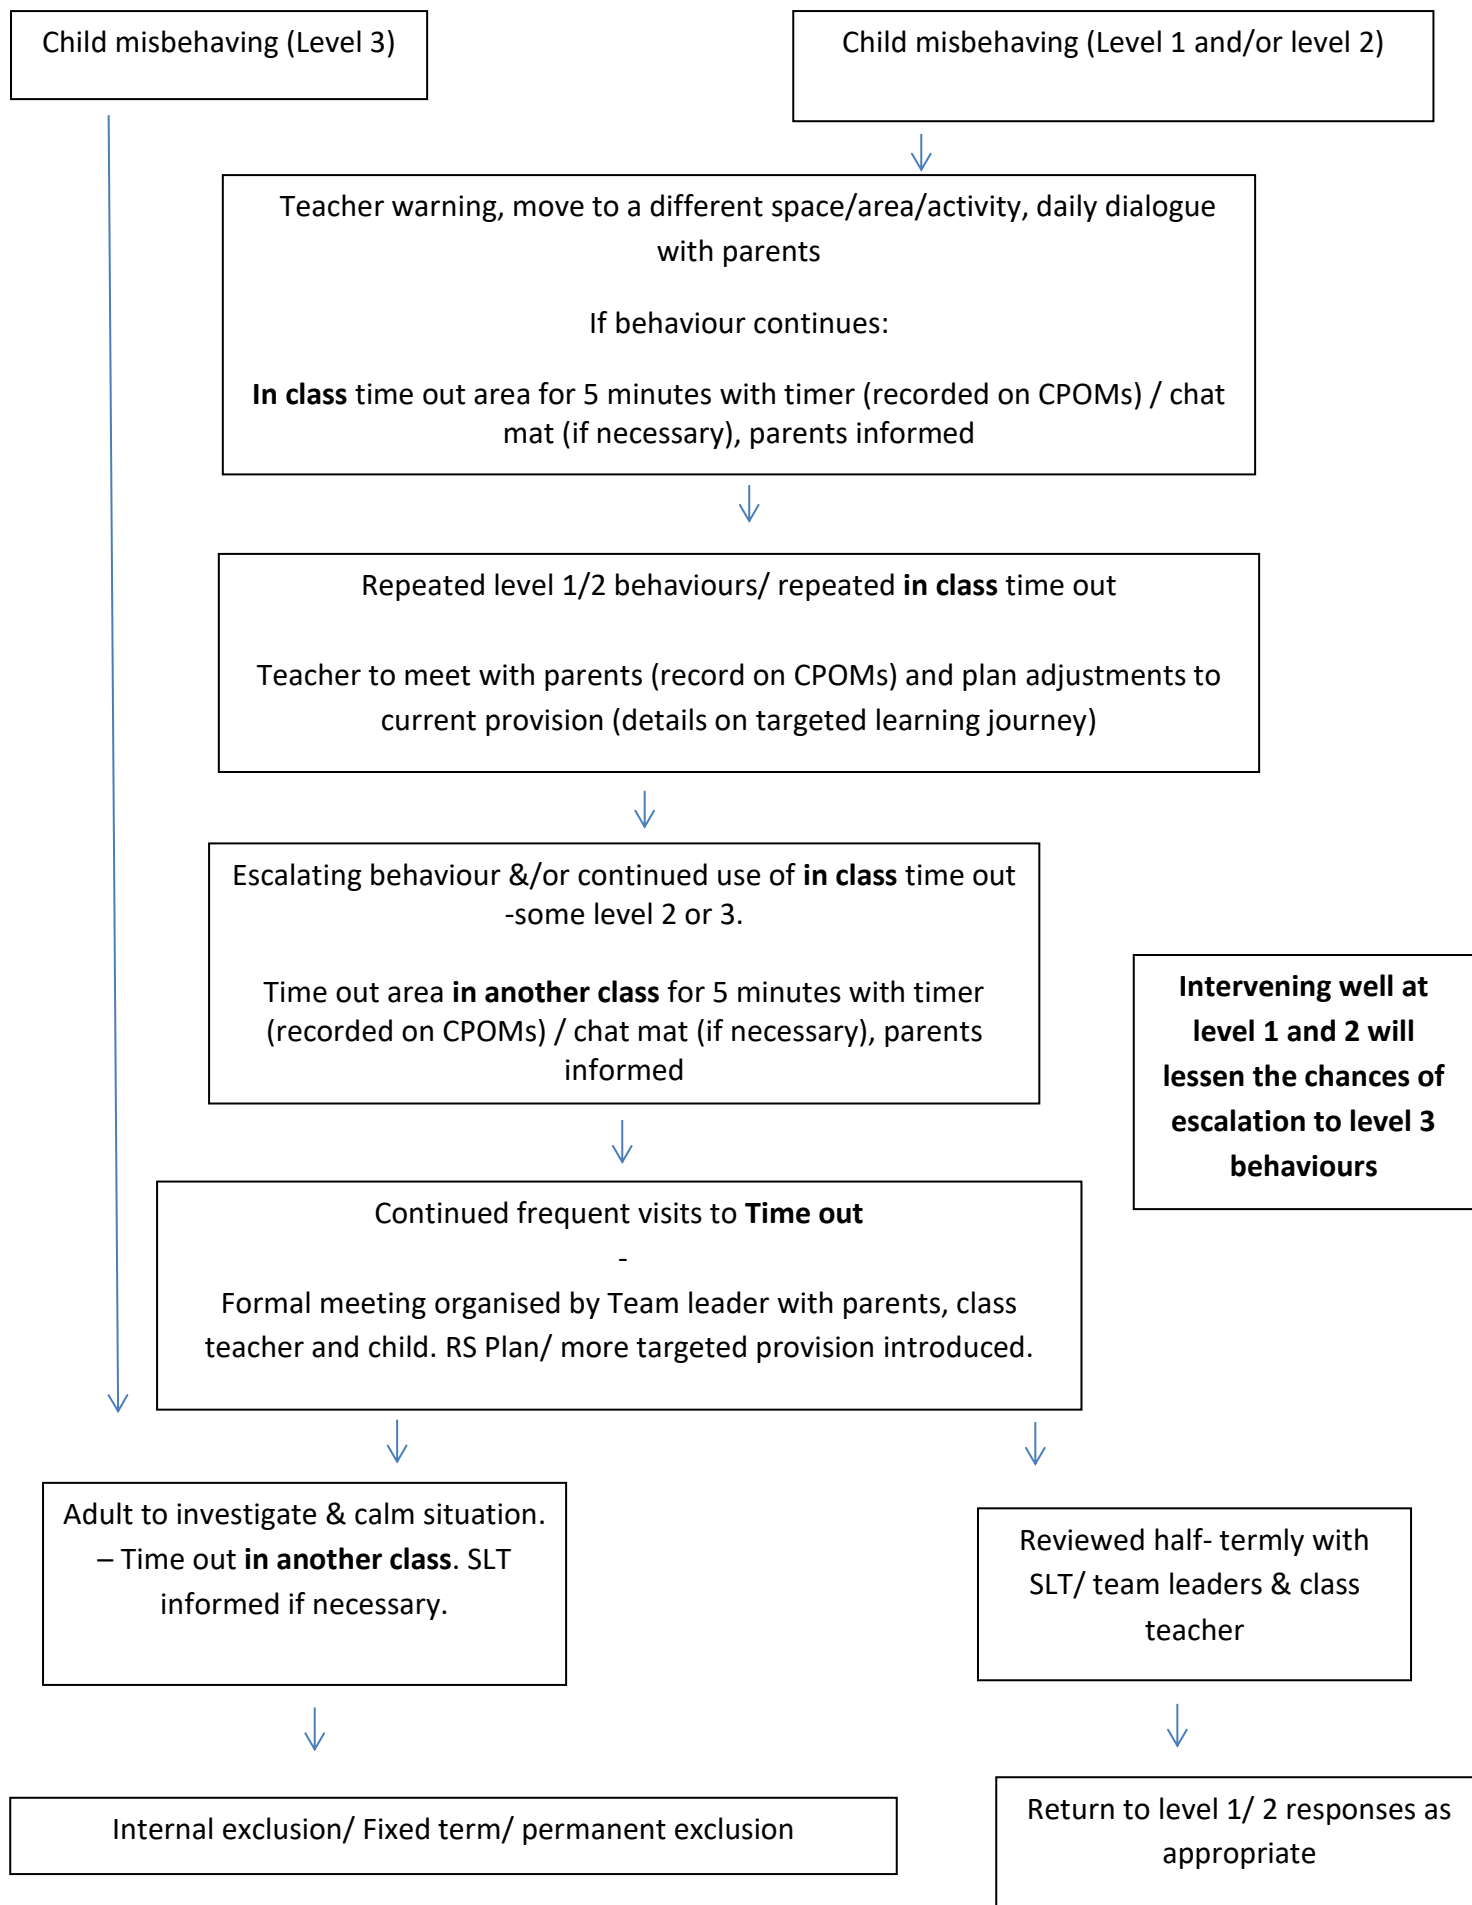 Child misbehaving (Level 3)
Child misbehaving (Level 1 and/or level 2)
Teacher warning, move to a different space/area/activity, daily dialogue
with parents
If behaviour continues:
In class time out area for 5 minutes with timer (recorded on CPOMs) / chat
mat (if necessary), parents informed
Repeated level 1/2 behaviours/ repeated in class time out
Teacher to meet with parents (record on CPOMs) and plan adjustments to
current provision (details on targeted learning journey)
Escalating behaviour &/or continued use of in class time out
-some level 2 or 3.
Time out area in another class for 5 minutes with timer
(recorded on CPOMs) / chat mat (if necessary), parents
informed
Intervening well at
level 1 and 2 will
lessen the chances of
escalation to level 3
behaviours
Continued frequent visits to Time out
-
Formal meeting organised by Team leader with parents, class
teacher and child. RS Plan/ more targeted provision introduced.
Adult to investigate & calm situation.
– Time out in another class. SLT
informed if necessary.
Reviewed half- termly with
SLT/ team leaders & class
teacher
Internal exclusion/ Fixed term/ permanent exclusion
Return to level 1/ 2 responses as
appropriate